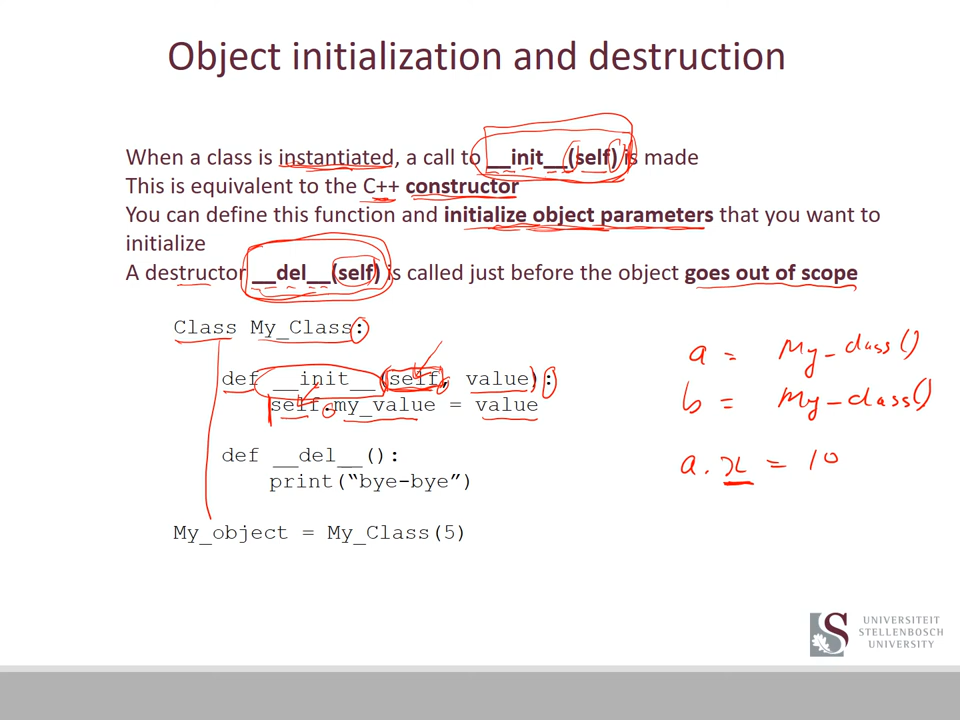 Object initialization and destruction
When a class is instantiated, a call to __init__(self) is made
This is equivalent to the C++ constructor
You can define this function and initialize object parameters that you want to
initialize
A destructor __del__(self) is called just before the object goes out of scope
Class My_Class:
def __init__(self, value):
self.my_value = value
def __del__():
print(“bye-bye”)
My_object = My_Class(5)
a = My_class()
b = My_class()
a.x = 10
UNIVERSITEIT
STELLENBOSCH
UNIVERSITY